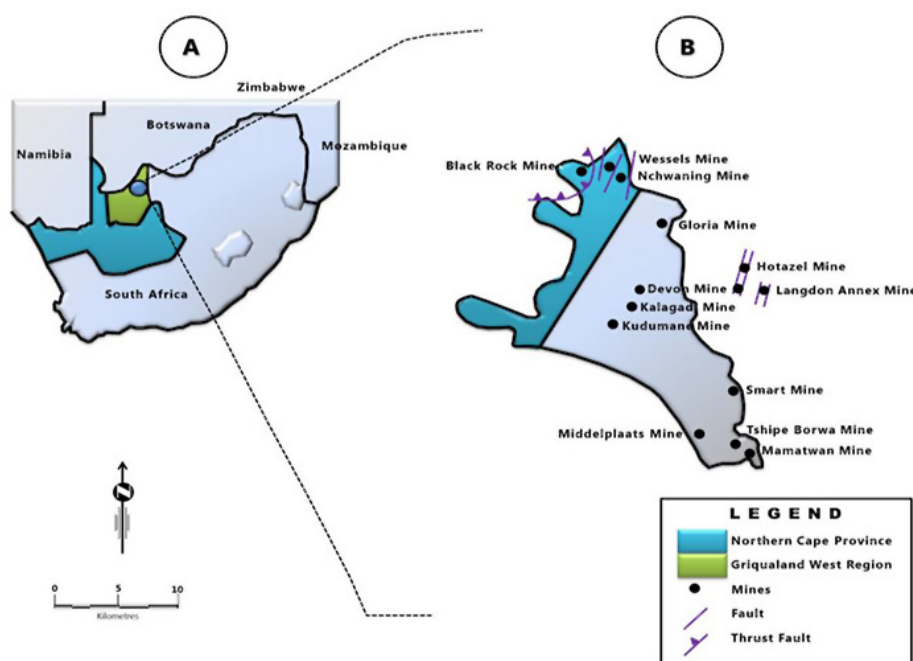 A
B
Zimbabwe
Botswana
Namibia
Mozambique
South Africa
Black Rock Mine
Wessels Mine
Nchwaning Mine
Gloria Mine
Hotazel Mine
Devon Mine
Langdon Annex Mine
Kalagadi Mine
Kudumane Mine
Smart Mine
Middelplaats Mine
Tshipe Borwa Mine
Mamatwan Mine
N
0 5 10
Kilometres
LEGEND
Northern Cape Province
Griqualand West Region
Mines
Fault
Thrust Fault